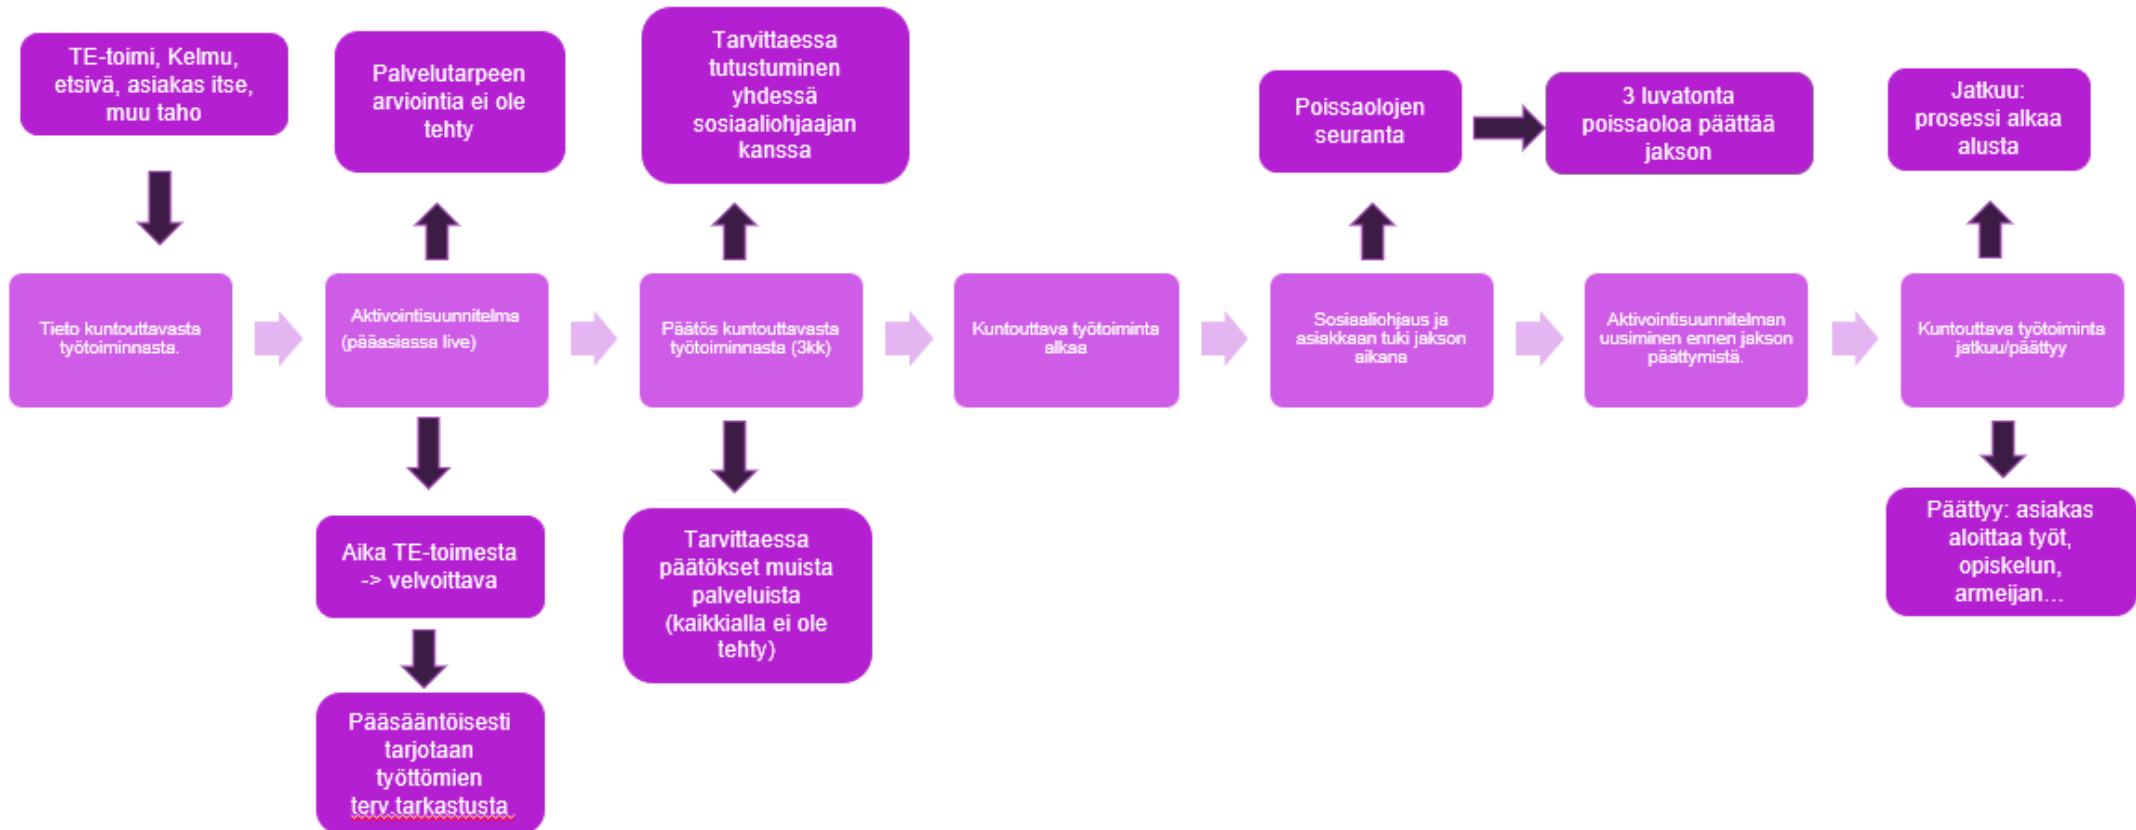 TE-toimi, Kelmu,
etsivä, asiakas itse,
muu taho
Palvelutarpeen
arviointia ei ole
tehty
Tarvittaessa
tutustuminen
yhdessä
sosiaaliohjaajan
kanssa
Poissaolojen
seuranta
3 luvatonta
poissaoloa päättää
jakson
Jatkuu:
prosessi alkaa
alusta
Tieto kuntouttavasta
työtoiminnasta.
Aktivointisuunnitelma
(pääasiassa live)
Päätös kuntouttavasta
työtoiminnasta (3kk)
Kuntouttava työtoiminta
alkaa
Sosiaaliohjaus ja
asiakkaan tuki jakson
aikana
Aktivointisuunnitelman
uusiminen ennen jakson
päättymistä.
Kuntouttava työtoiminta
jatkuu/päättyy
Aika TE-toimesta
-> velvoittava
Pääsääntöisesti
tarjotaan
työttömien
terv.tarkastusta
Tarvittaessa
päätökset muista
palveluista
(kaikkialla ei ole
tehty)
Päättyy: asiakas
aloittaa työt,
opiskelun,
armeijan...